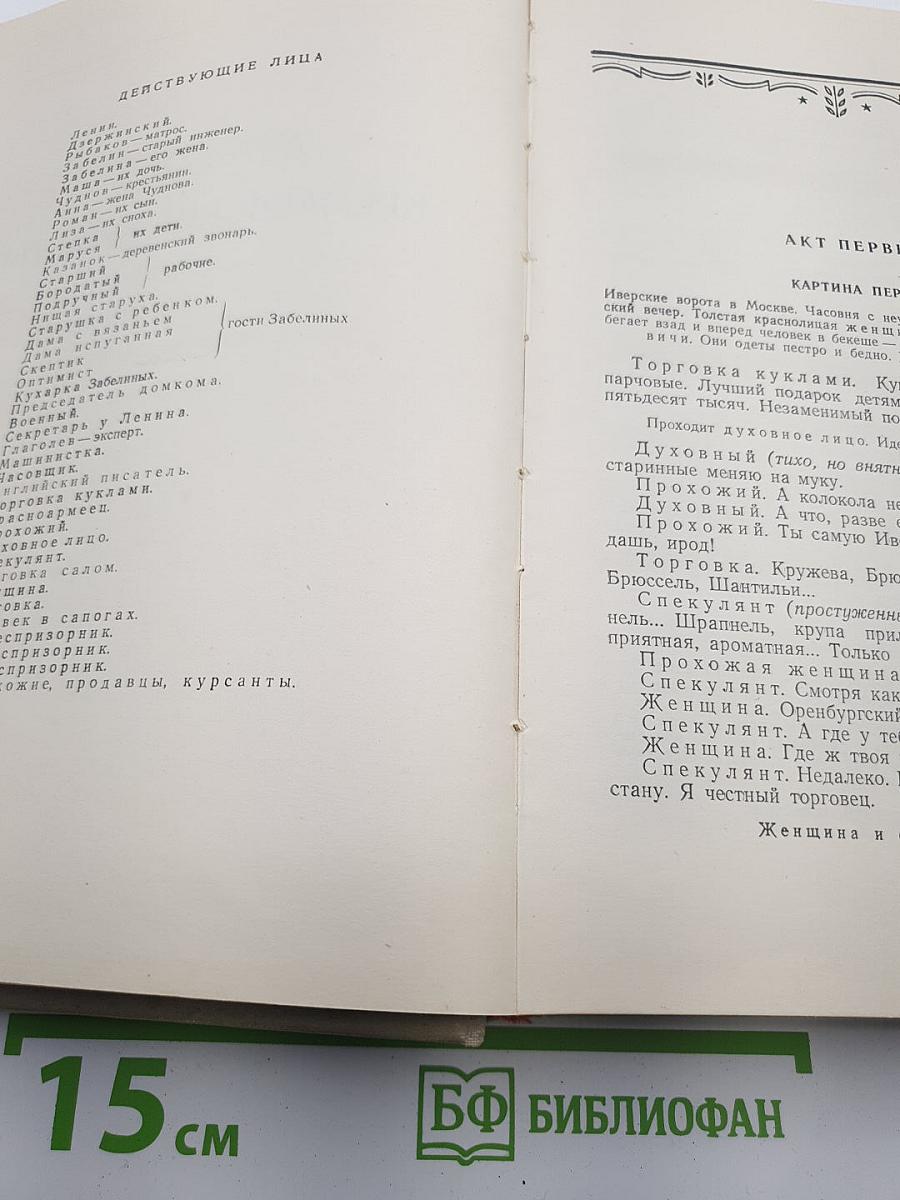 ДЕЙСТВУЮЩИЕ ЛИЦА
Ленин.
Дзержинский.
Рыбаков — матрос.
Забелин — старый инженер.
Забелина — его жена.
Маша — их дочь.
Чуднов — крестьянин.
Анна — жена Чуднова.
Роман — их сын.
Лиза — их сноха.
Степка
Маруся
их дети.
Казанок — деревенский звонарь.
Старший
Бородатый
Подручный
рабочие.
Нищая старуха.
Старушка с ребенком.
Дама с вязаньем
Дама испуганная
Скептик
Оптимист
гости Забелиных
Кухарка Забелиных.
Председатель домкома.
Военный.
Секретарь у Ленина.
Глаголев — эксперт.
Машинистка.
Часовщик.
нглийский писатель.
орговка куклами.
расноармеец.
рохожий.
ховное лицо.
екулянт.
говка салом.
щина.
овка.
век в сапогах.
еспризорник.
спризорник.
спризорник.
хожие, продавцы, курсанты.
АКТ ПЕРВ
КАРТИНА ПЕР
Иверские ворота в Москве. Часовня с неу
ский вечер. Толстая краснолицая женщи
бегает взад и вперед человек в бекеше —
вичи. Они одеты пестро и бедно.
Торговка куклами. Ку
парчовые. Лучший подарок детям
пятьдесят тысяч. Незаменимый по
Проходит духовное лицо. Иде
Духовный (тихо, но внятн
старинные меняю на муку.
Прохожий. А колокола не
Духовный. А что, разве е
Прохожий. Ты самую Ив
дашь, ирод!
Торговка. Кружева, Брю
Брюссель, Шантильи...
Спекулянт (простуженны
нель... Шрапнель, крупа при
приятная, ароматная... Только
Прохожая женщина
Спекулянт. Смотря как
Женщина. Оренбургский
Спекулянт. А где у те
Женщина. Где ж твоя
Спекулянт. Недалеко.
стану. Я честный торговец.
Женщина и
15 см
БФ БИБЛИОФАН